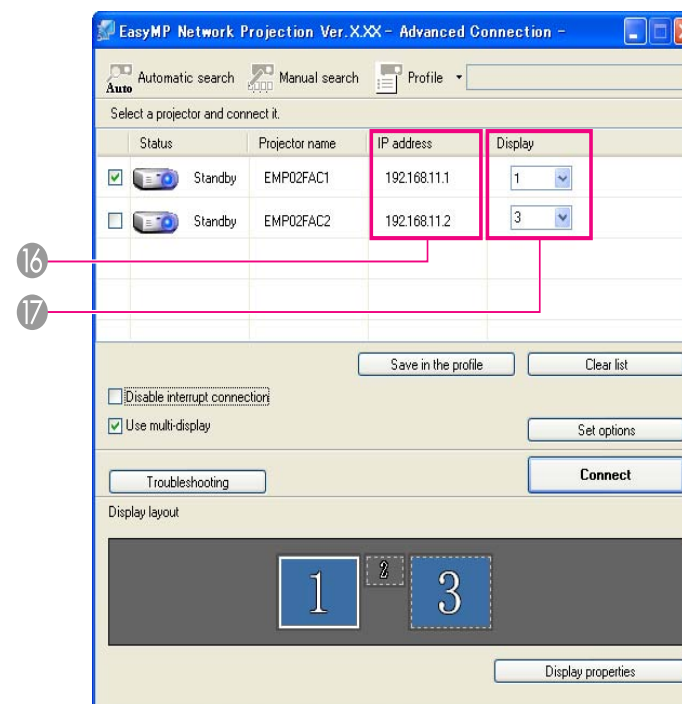 EasyMP Network Projection Ver.X.XX – Advanced Connection –
Auto Automatic search Manual search Profile
Select a projector and connect it.
Status Projector name IP address Display
Standby EMP02FAC1 192.168.11.1 1
Standby EMP02FAC2 192.168.11.2 3
16
17
Save in the profile Clear list
Disable interrupt connection
Use multi-display
Set options
Troubleshooting Connect
Display layout
1 2 3
Display properties